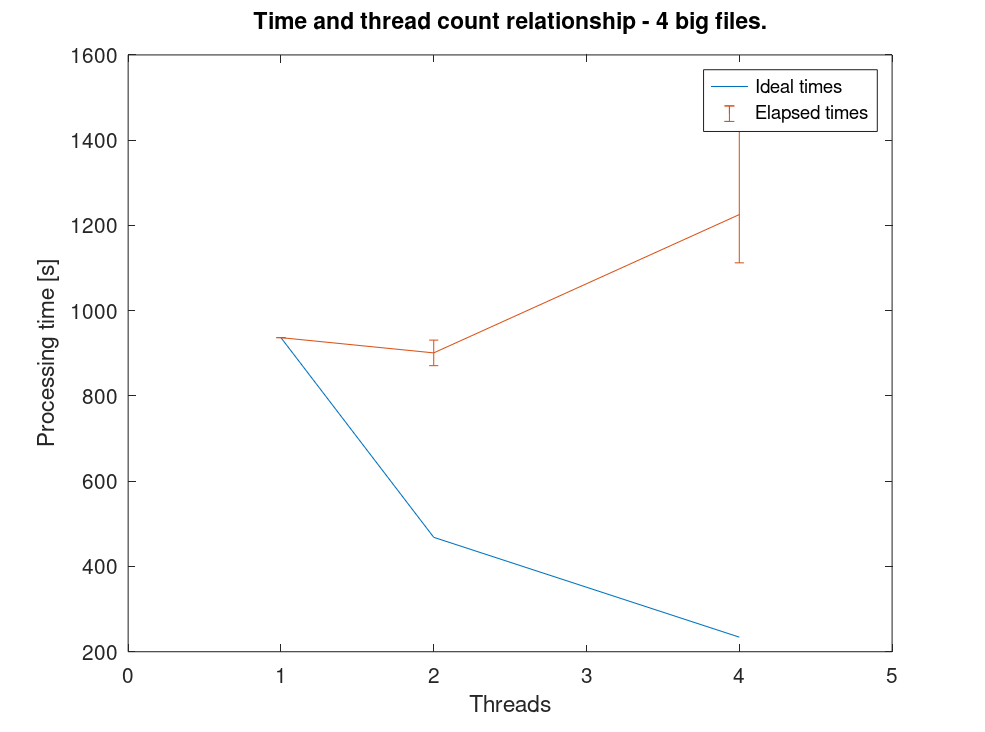 Time and thread count relationship - 4 big files.
1600
1400
1200
1000
800
600
400
200
Processing time [s]
Ideal times
Elapsed times
0 1 2 3 4 5
Threads